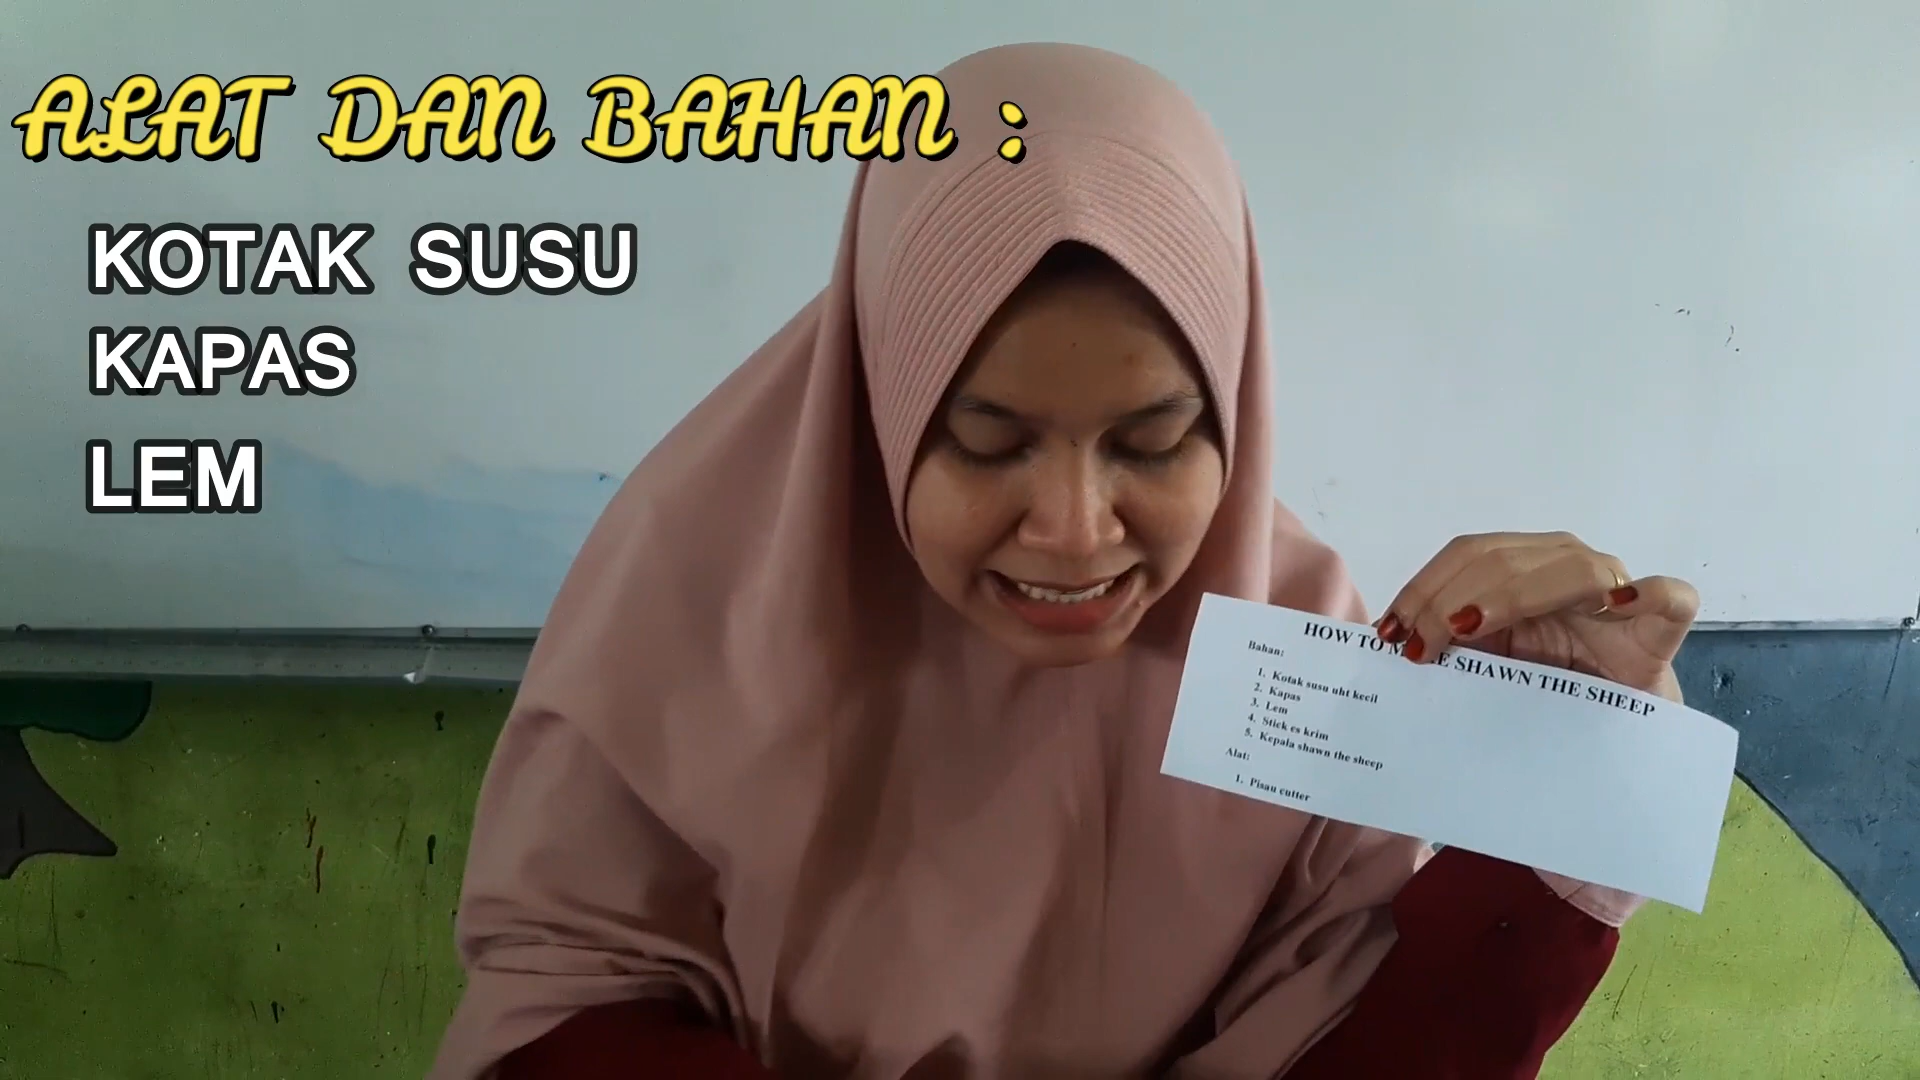 ALAT DAN BAHAN :
KOTAK SUSU
KAPAS
LEM
HOW TO SHAWN THE SHEEP
Bahan:
1. Kotak susu uht kecil
2. Kapas
3. Lem
4. Stick es krim
5. Kepala shawn the sheep
Alat:
1. Pisau cutter